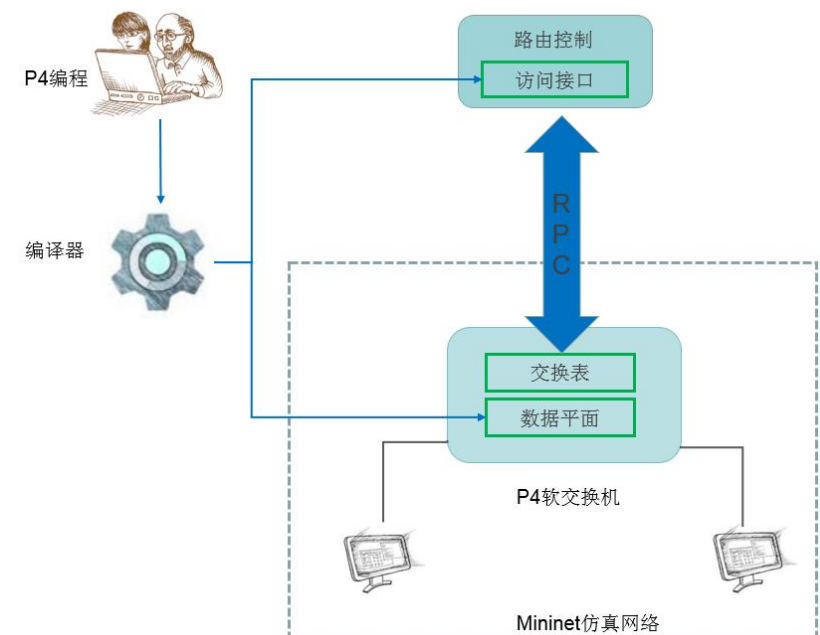 路由控制
P4编程
访问接口
RPC
编译器
交换表
数据平面
P4软交换机
Mininet仿真网络